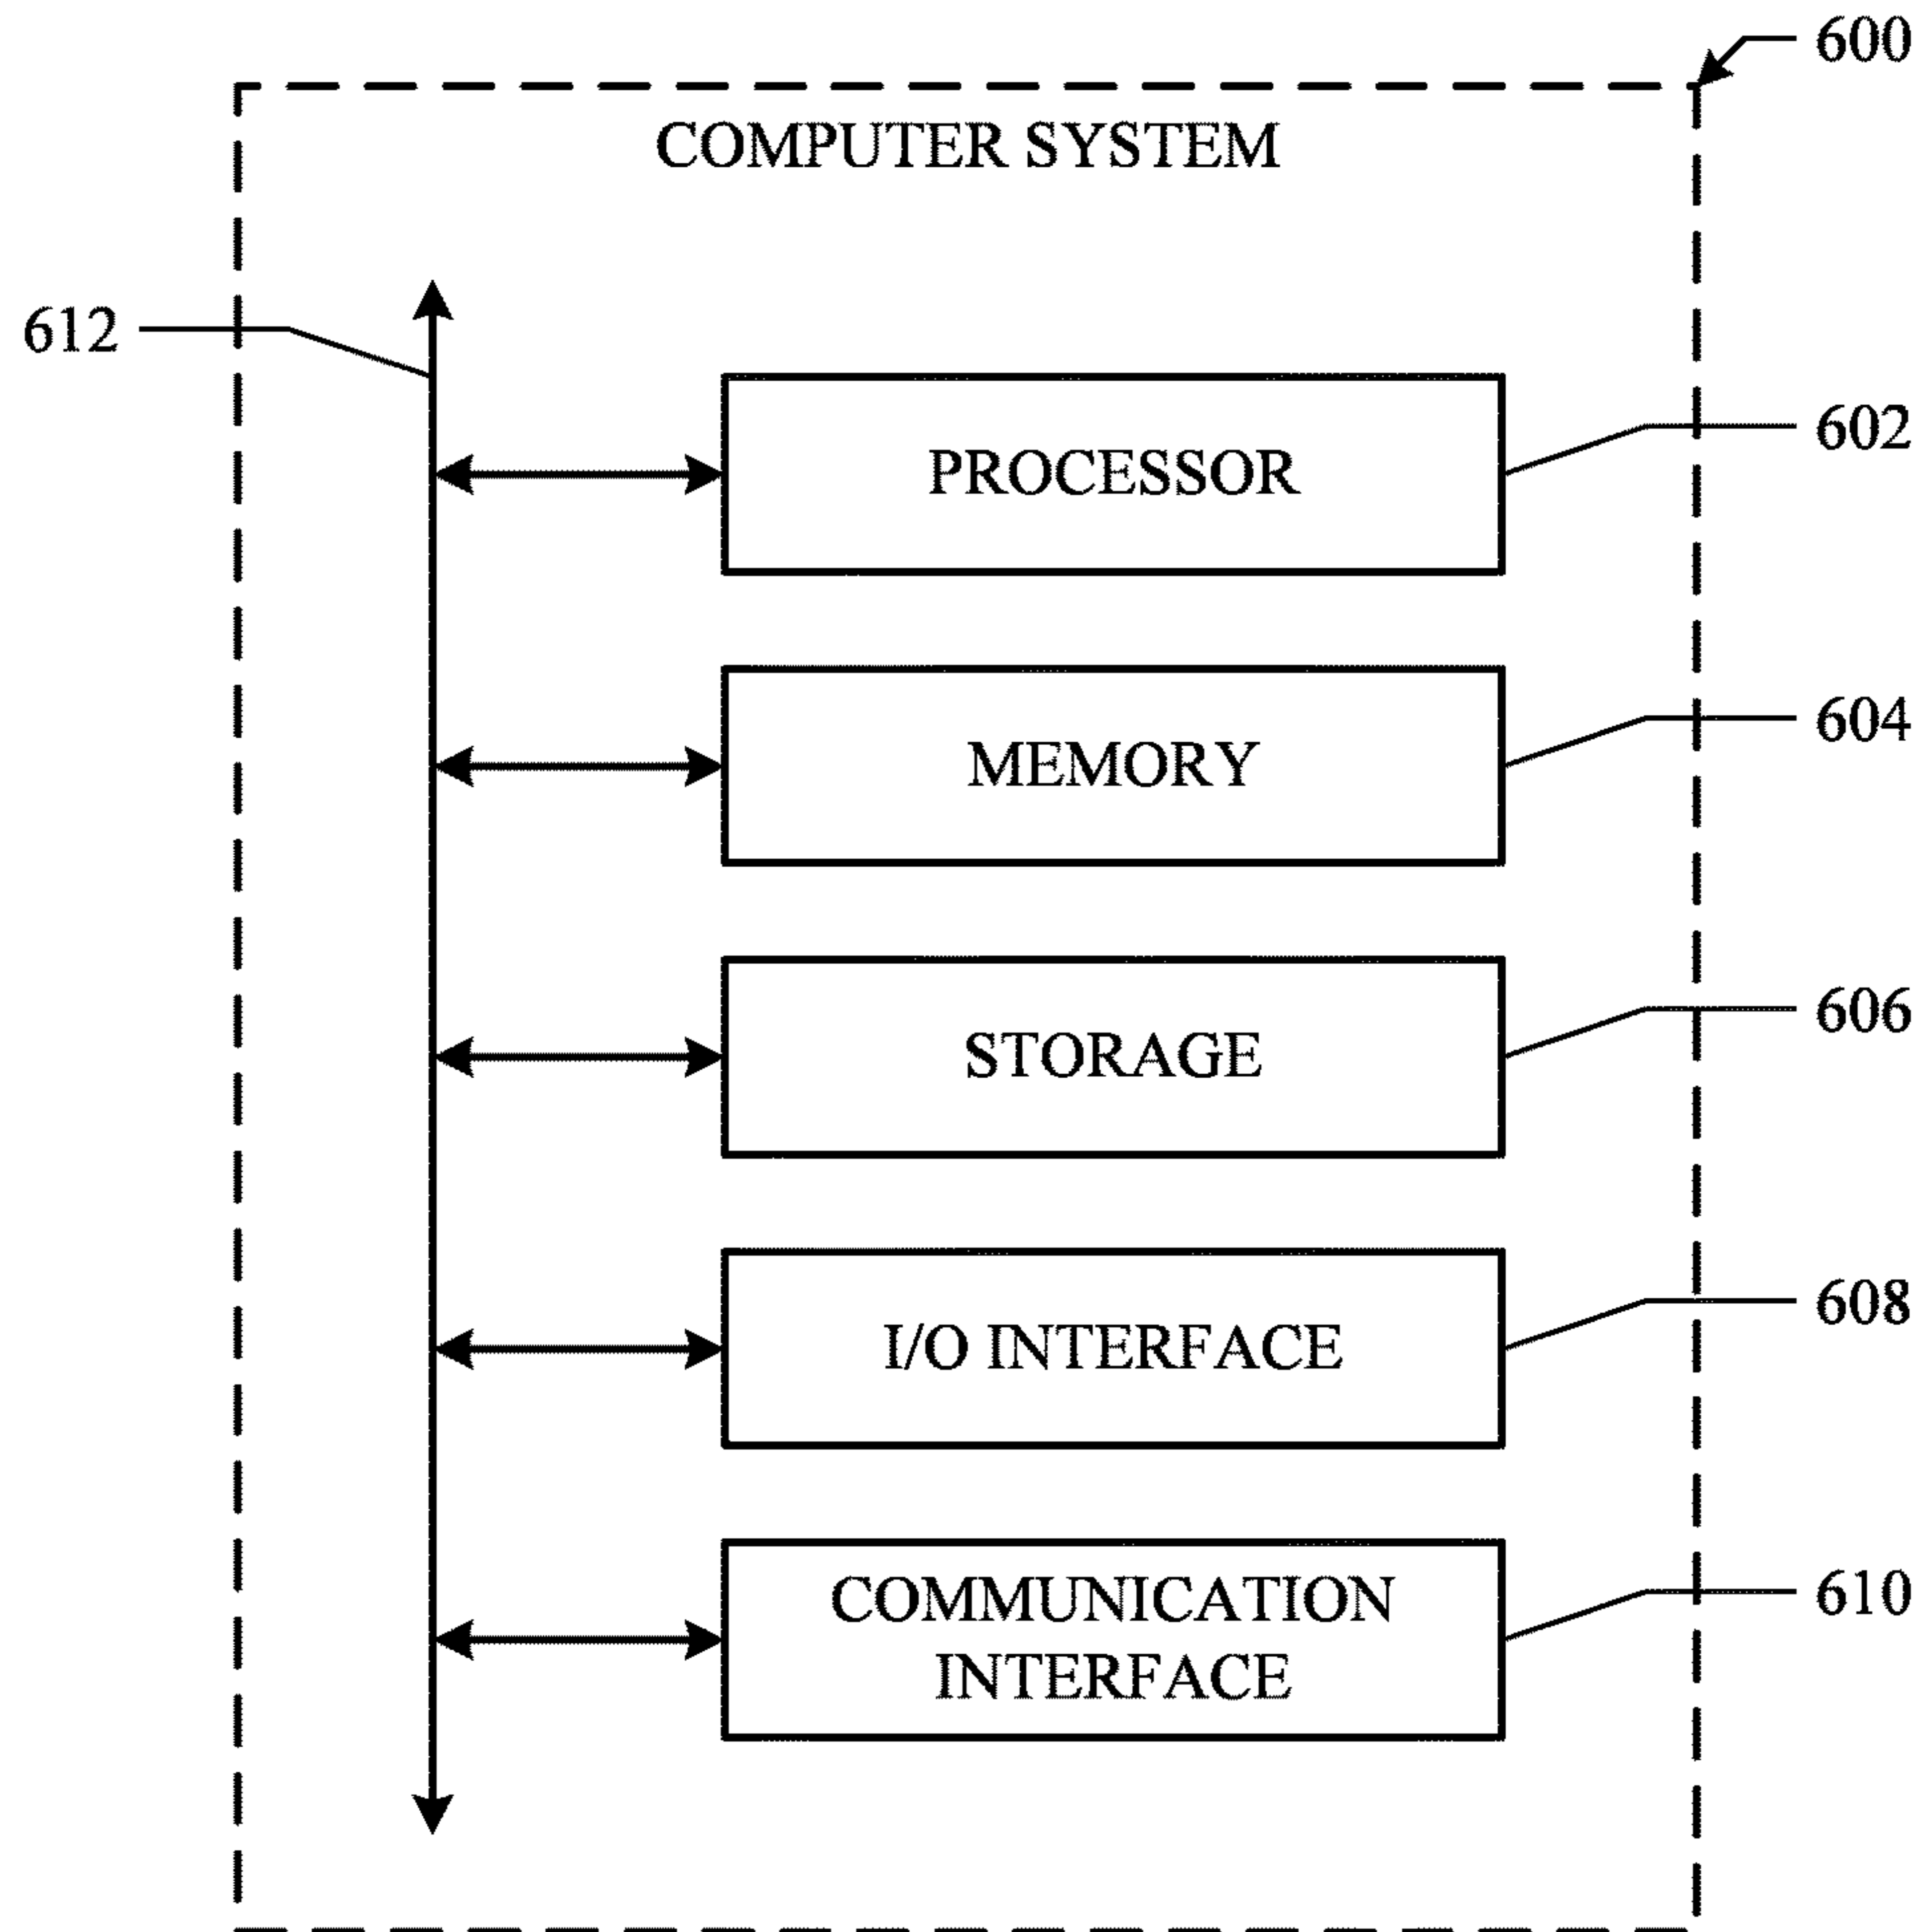 600
COMPUTER SYSTEM
612
602
PROCESSOR
604
MEMORY
606
STORAGE
608
I/O INTERFACE
610
COMMUNICATION
INTERFACE